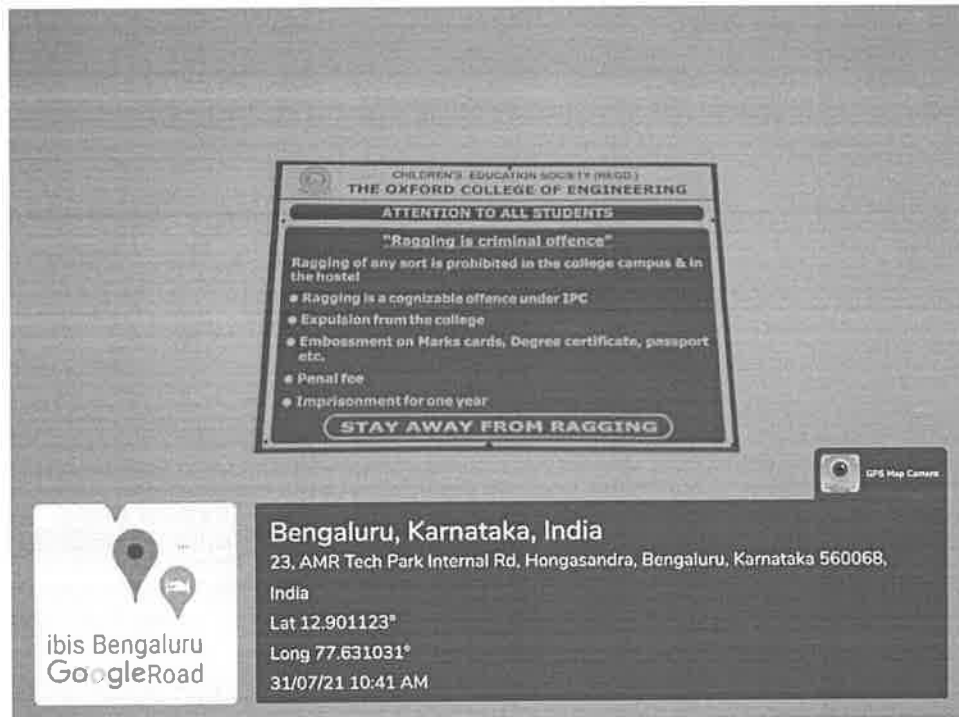 CHILDREN'S EDUCATION SOCIETY (REGD.)
THE OXFORD COLLEGE OF ENGINEERING
ATTENTION TO ALL STUDENTS
"Ragging is criminal offence"
Ragging of any sort is prohibited in the college campus & in
the hostel
● Ragging is a cognizable offence under IPC
● Expulsion from the college
● Embossment on Marks cards, Degree certificate, passport
etc.
● Penal fee
● Imprisonment for one year
STAY AWAY FROM RAGGING
GPS Map Camera
Bengaluru, Karnataka, India
23, AMR Tech Park Internal Rd, Hongasandra, Bengaluru, Karnataka 560068,
India
Lat 12.901123°
Long 77.631031°
31/07/21 10:41 AM
ibis Bengaluru
GoogleRoad